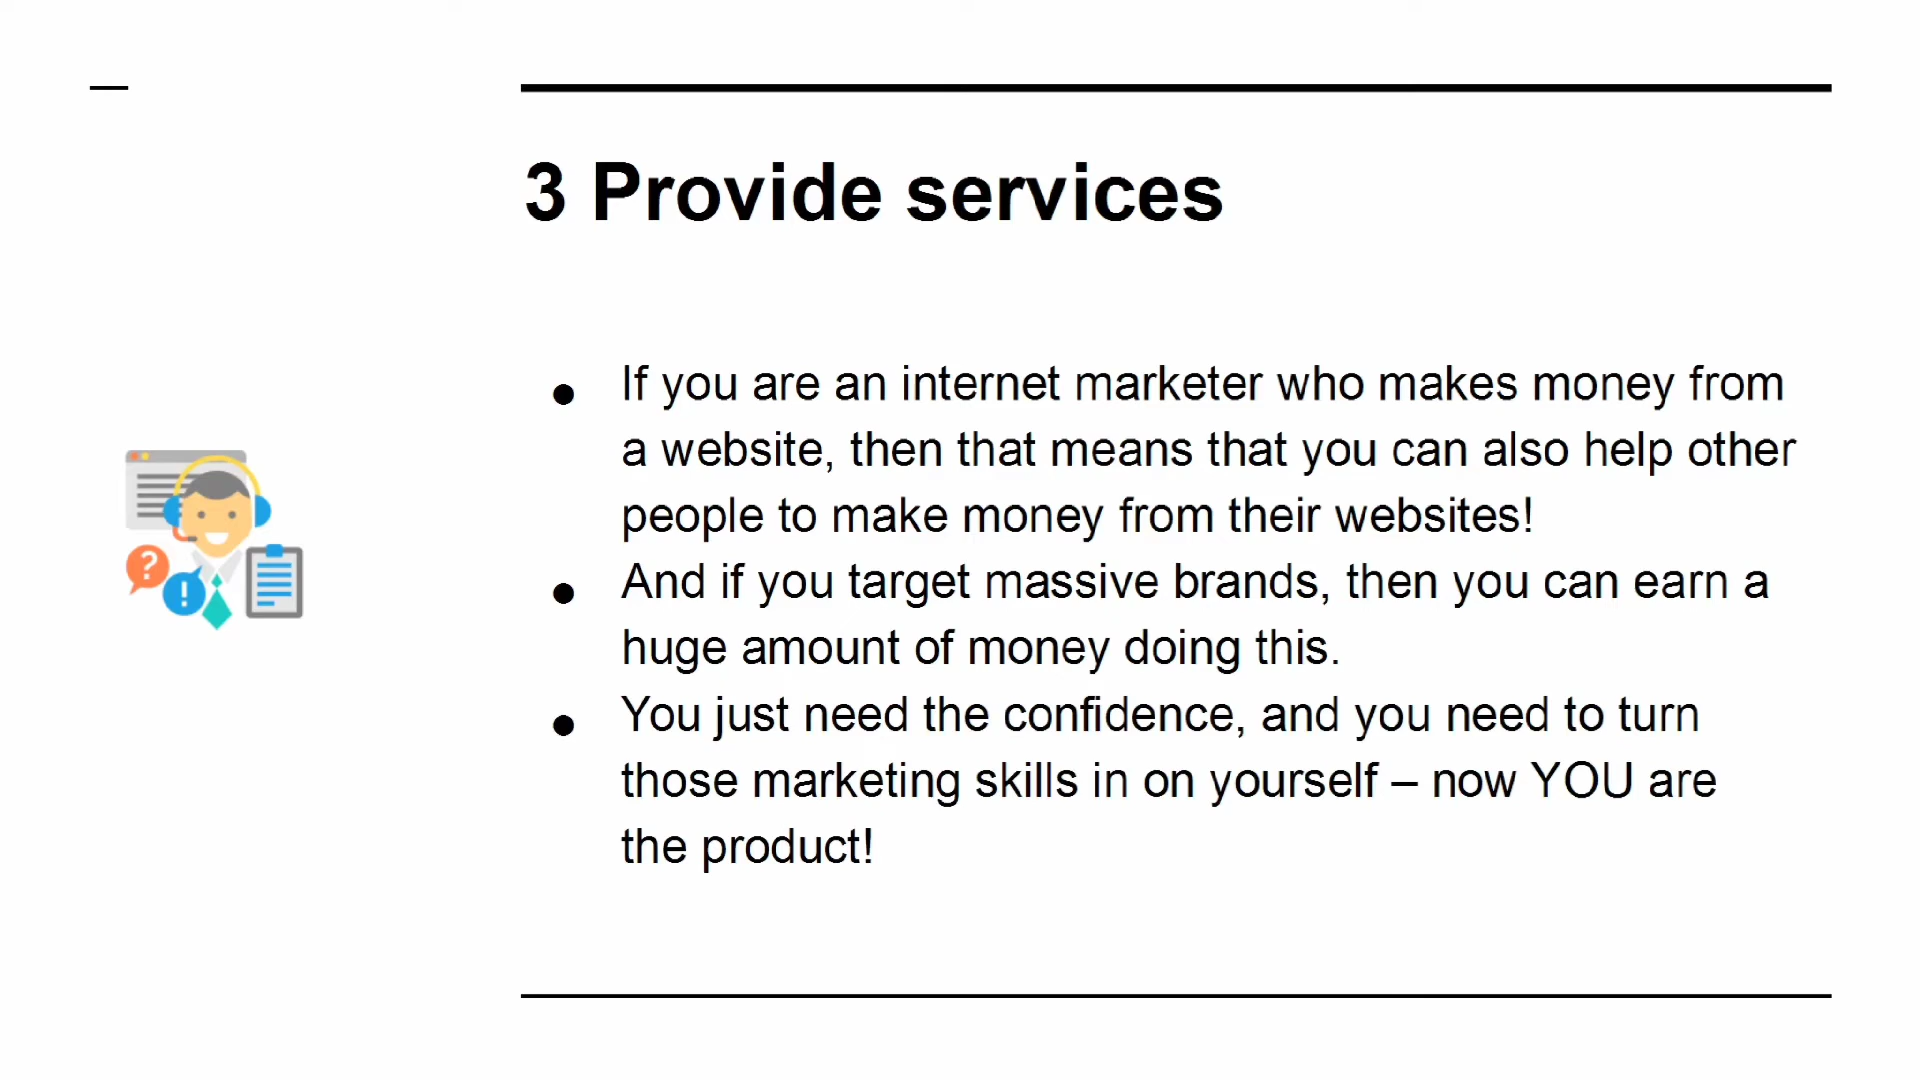 3 Provide services
● If you are an internet marketer who makes money from
a website, then that means that you can also help other
people to make money from their websites!
● And if you target massive brands, then you can earn a
huge amount of money doing this.
● You just need the confidence, and you need to turn
those marketing skills in on yourself – now YOU are
the product!
?
!